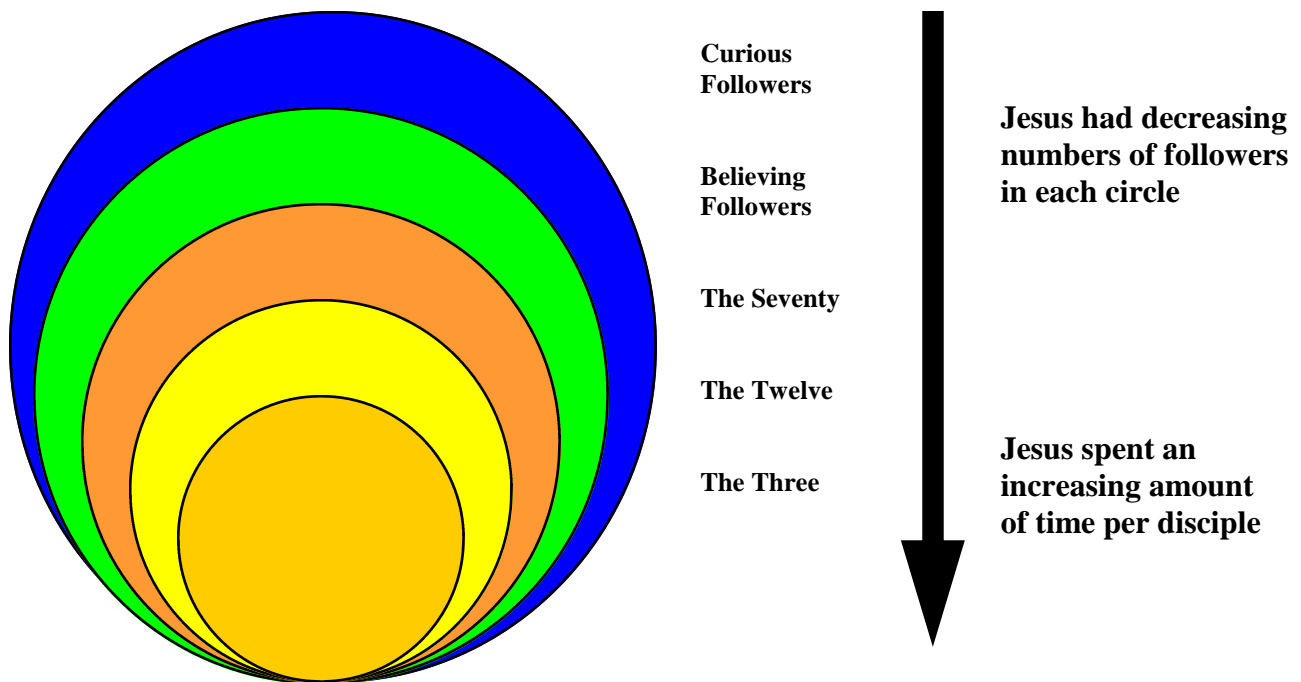 Curious
Followers
Believing
Followers
The Seventy
The Twelve
The Three
Jesus had decreasing
numbers of followers
in each circle
Jesus spent an
increasing amount
of time per disciple